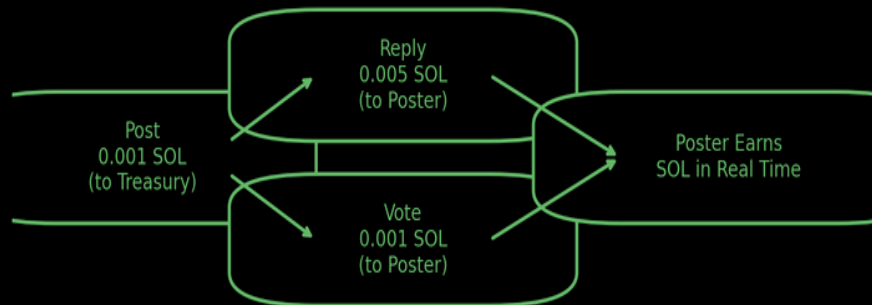 Post
0.001 SOL
(to Treasury)
Reply
0.005 SOL
(to Poster)
Vote
0.001 SOL
(to Poster)
Poster Earns
SOL in Real Time